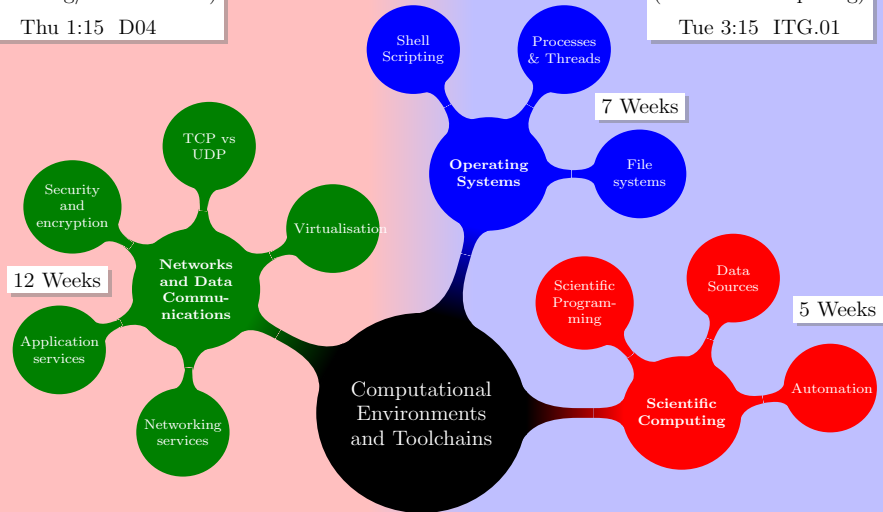 Thu 1:15 D04
Tue 3:15 ITG.01
Shell
Scripting
Processes
& Threads
7 Weeks
Operating
Systems
File
systems
TCP vs
UDP
Security
and
encryption
Virtualisation
Networks
and Data
Commu-
nications
12 Weeks
Application
services
Networking
services
Computational
Environments
and Toolchains
Scientific
Program-
ming
Data
Sources
5 Weeks
Automation
Scientific
Computing